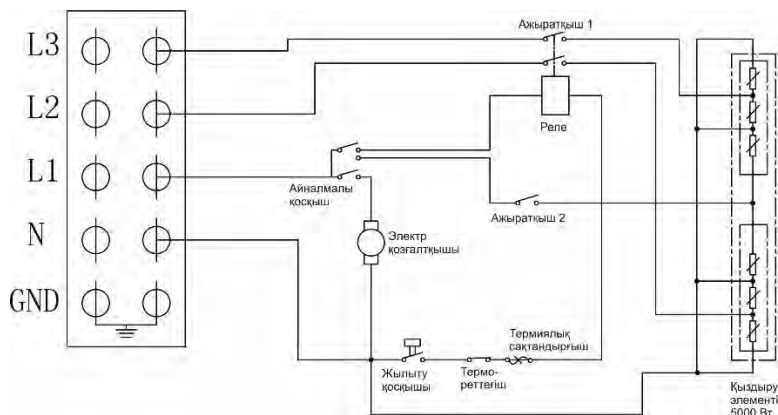 L3
L2
L1
N
GND
Ажыратқыш 1
Реле
Айналмалы
қосқыш
Ажыратқыш 2
Электр
қозғалтқышы
Термиялық
сақтандырғыш
Жылыту
қосқышы
Термо-
реттегіш
Қыздыру
элементі
5000 Вт